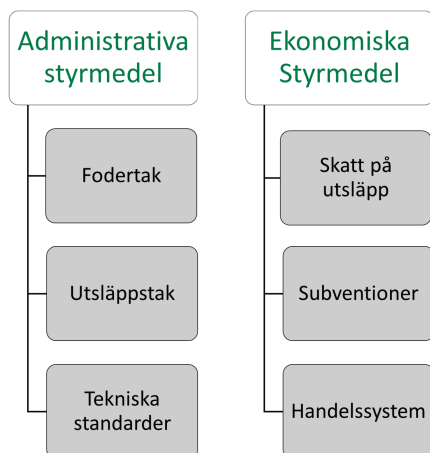 Administrativa
styrmedel
Fodertak
Utsläppstak
Tekniska
standarder
Ekonomiska
Styrmedel
Skatt på
utsläpp
Subventioner
Handelssystem